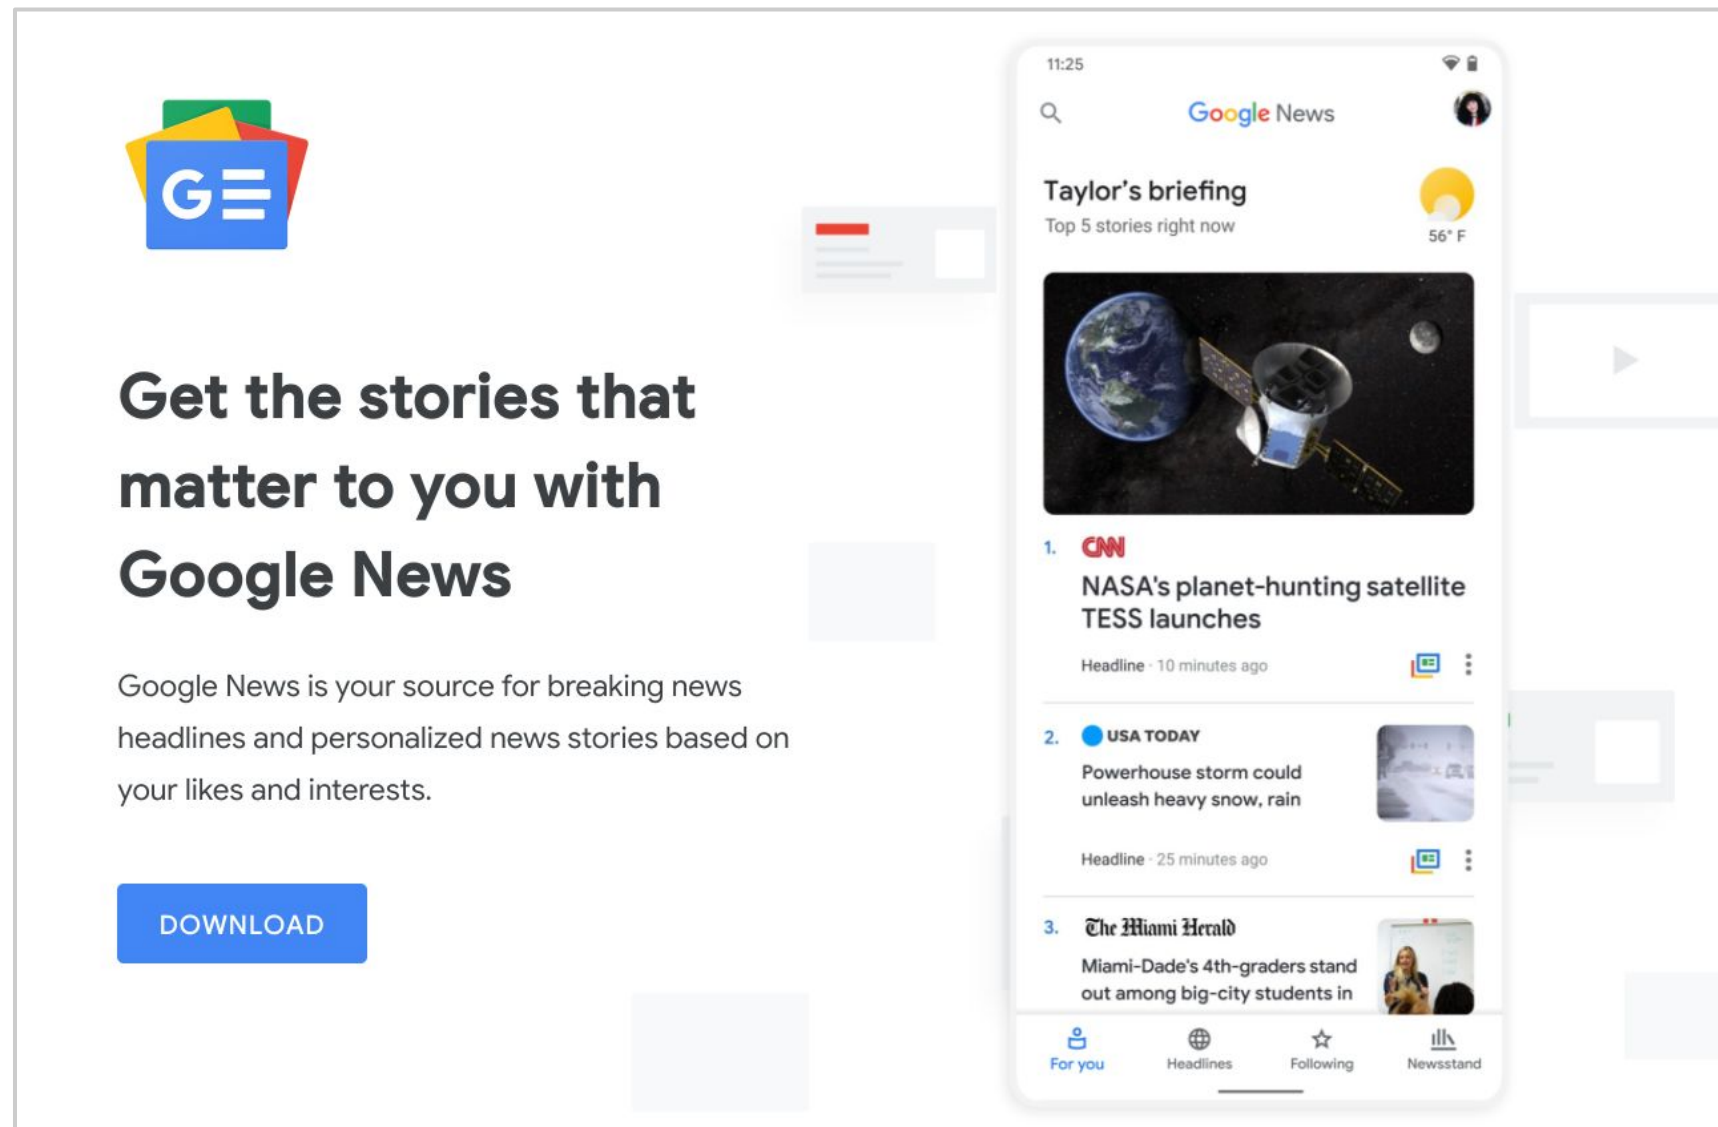 GE
Get the stories that
matter to you with
Google News
Google News is your source for breaking news
headlines and personalized news stories based on
your likes and interests.
DOWNLOAD
11:25
Google News
Taylor's briefing
Top 5 stories right now
56° F
1. CNN
NASA's planet-hunting satellite
TESS launches
Headline · 10 minutes ago
2. USA TODAY
Powerhouse storm could
unleash heavy snow, rain
Headline · 25 minutes ago
3. The Miami Herald
Miami-Dade's 4th-graders stand
out among big-city students in
For you
Headlines
Following
Newsstand